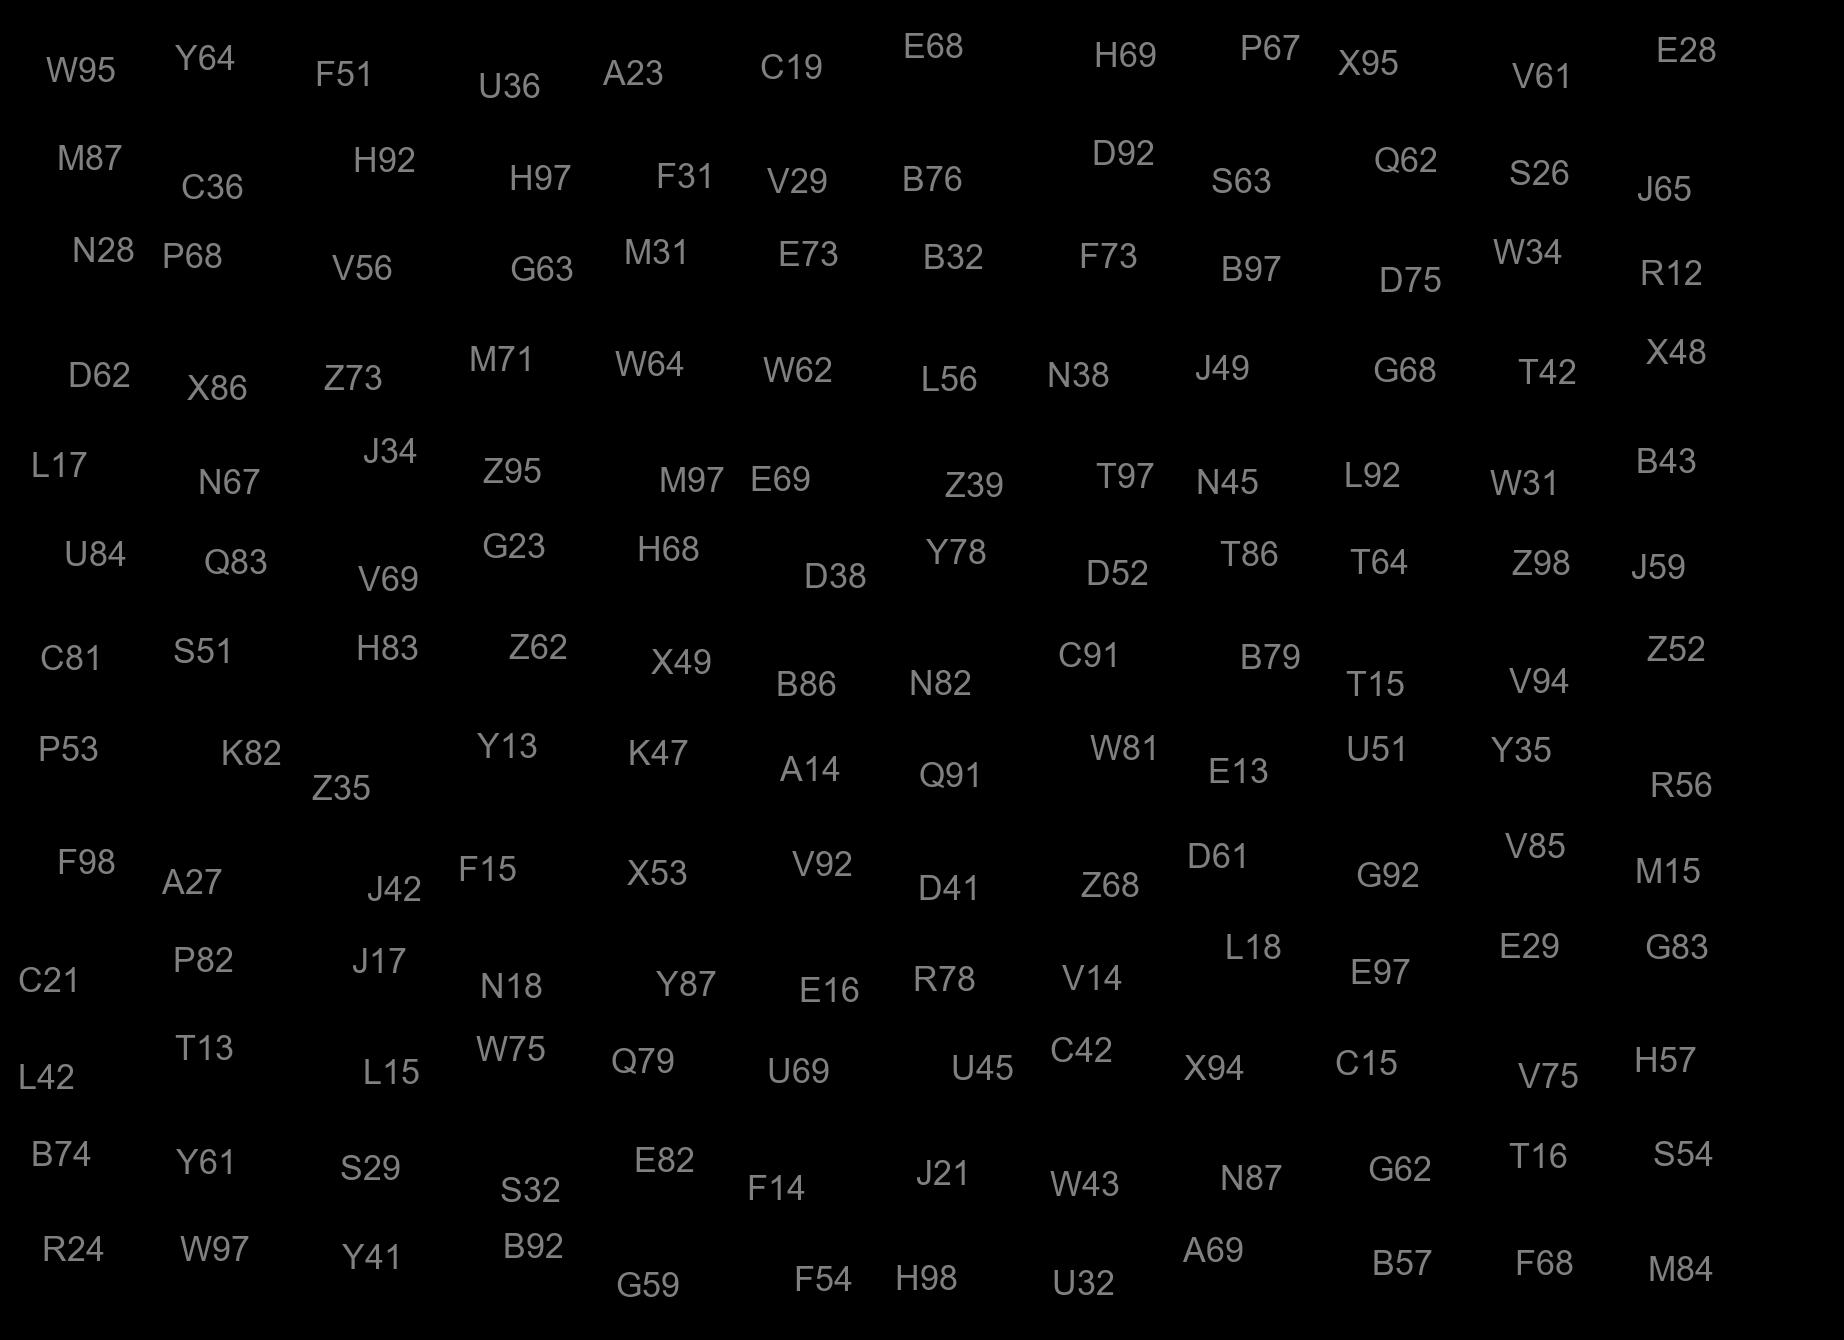 W95 Y64 F51 U36 A23 C19 E68 H69 P67 X95 V61 E28
M87 C36 H92 H97 F31 V29 B76 D92 S63 Q62 S26 J65
N28 P68 V56 G63 M31 E73 B32 F73 B97 D75 W34 R12
D62 X86 Z73 M71 W64 W62 L56 N38 J49 G68 T42 X48
L17 N67 J34 Z95 M97 E69 Z39 T97 N45 L92 W31 B43
U84 Q83 V69 G23 H68 D38 Y78 D52 T86 T64 Z98 J59
C81 S51 H83 Z62 X49 B86 N82 C91 B79 T15 V94 Z52
P53 K82 Z35 Y13 K47 A14 Q91 W81 E13 U51 Y35 R56
F98 A27 J42 F15 X53 V92 D41 Z68 D61 G92 V85 M15
C21 P82 J17 N18 Y87 E16 R78 V14 L18 E97 E29 G83
L42 T13 L15 W75 Q79 U69 U45 C42 X94 C15 V75 H57
B74 Y61 S29 S32 E82 F14 J21 W43 N87 G62 T16 S54
R24 W97 Y41 B92 G59 F54 H98 U32 A69 B57 F68 M84